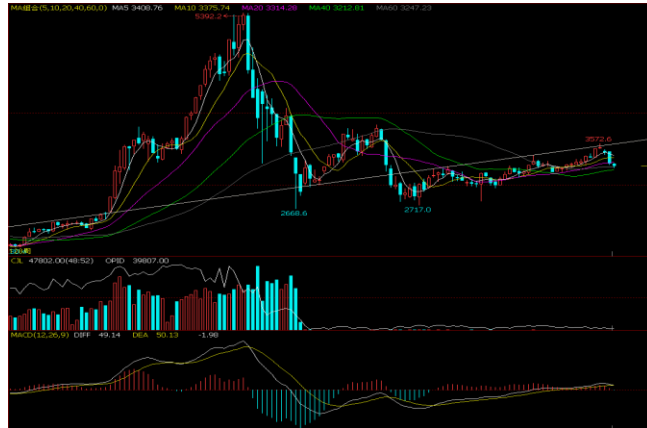 MA组合(5,10,20,40,60,0) MA5 3408.76 MA10 3375.74 MA20 3314.28 MA40 3212.81 MA60 3247.23
5392.2
3572.6
2668.6
2717.0
CJL 47802.00(48:52) OPID 39807.00
MACD(12,26,9) DIFF 49.14 DEA 50.13 -1.98